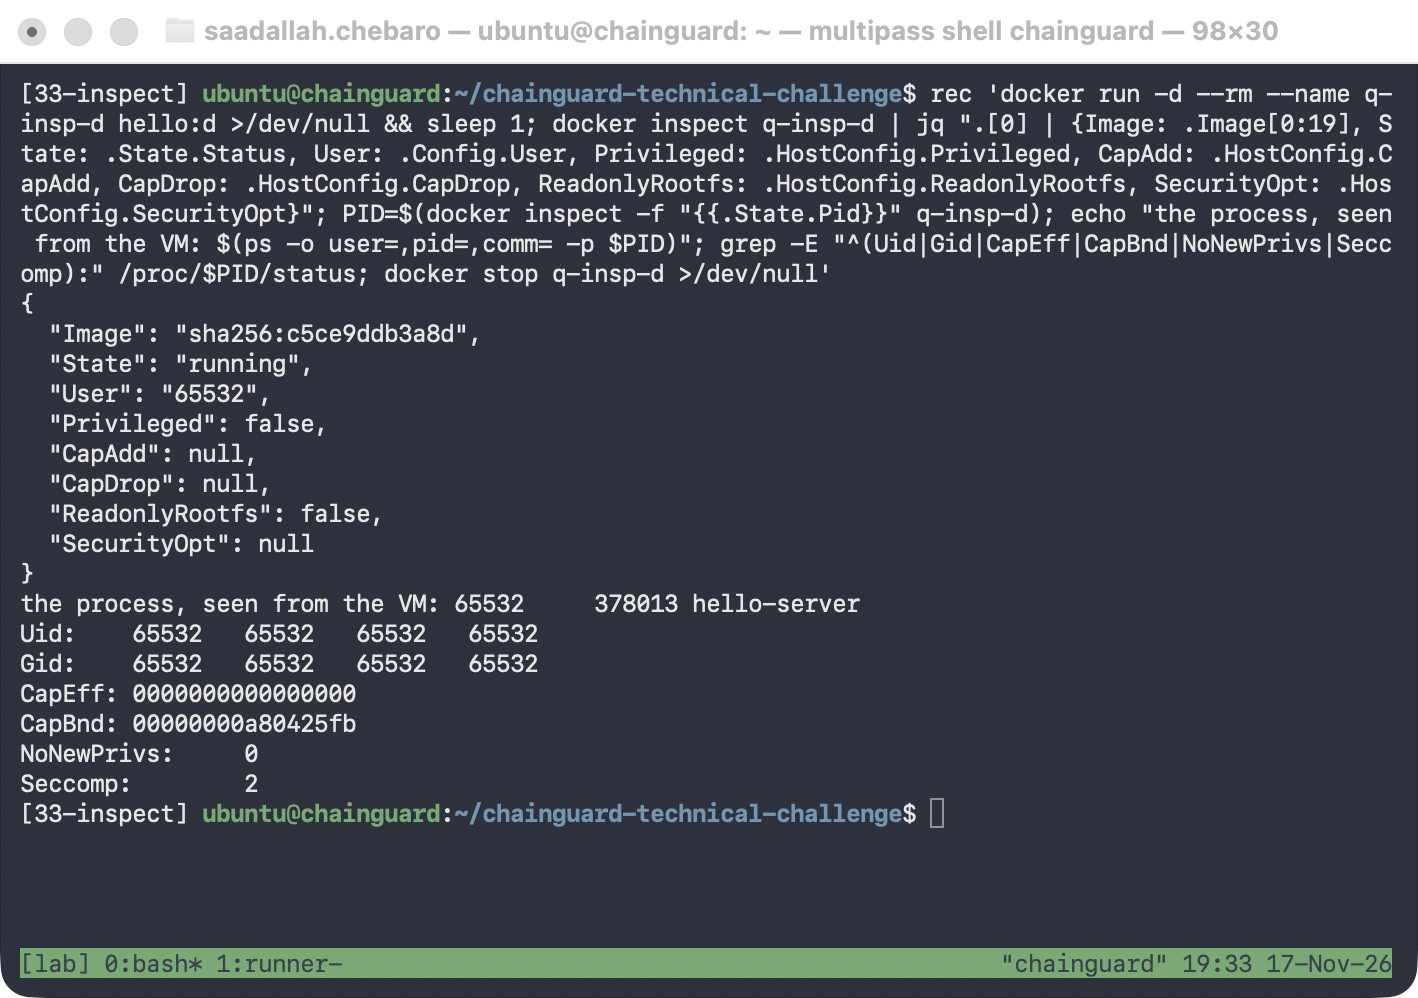 saadallah.chebaro — ubuntu@chainguard: ~ — multipass shell chainguard — 98×30
[33-inspect] ubuntu@chainguard:~/chainguard-technical-challenge$ rec 'docker run -d --rm --name q-
insp-d hello:d >/dev/null && sleep 1; docker inspect q-insp-d | jq ".[0] | {Image: .Image[0:19], S
tate: .State.Status, User: .Config.User, Privileged: .HostConfig.Privileged, CapAdd: .HostConfig.C
apAdd, CapDrop: .HostConfig.CapDrop, ReadonlyRootfs: .HostConfig.ReadonlyRootfs, SecurityOpt: .Hos
tConfig.SecurityOpt}"; PID=$(docker inspect -f "{{.State.Pid}}" q-insp-d); echo "the process, seen
 from the VM: $(ps -o user=,pid=,comm= -p $PID)"; grep -E "^(Uid|Gid|CapEff|CapBnd|NoNewPrivs|Secc
omp):" /proc/$PID/status; docker stop q-insp-d >/dev/null'
{
  "Image": "sha256:c5ce9ddb3a8d",
  "State": "running",
  "User": "65532",
  "Privileged": false,
  "CapAdd": null,
  "CapDrop": null,
  "ReadonlyRootfs": false,
  "SecurityOpt": null
}
the process, seen from the VM: 65532     378013 hello-server
Uid:    65532   65532   65532   65532
Gid:    65532   65532   65532   65532
CapEff: 0000000000000000
CapBnd: 00000000a80425fb
NoNewPrivs:     0
Seccomp:        2
[33-inspect] ubuntu@chainguard:~/chainguard-technical-challenge$
[lab] 0:bash* 1:runner- "chainguard" 19:33 17-Nov-26